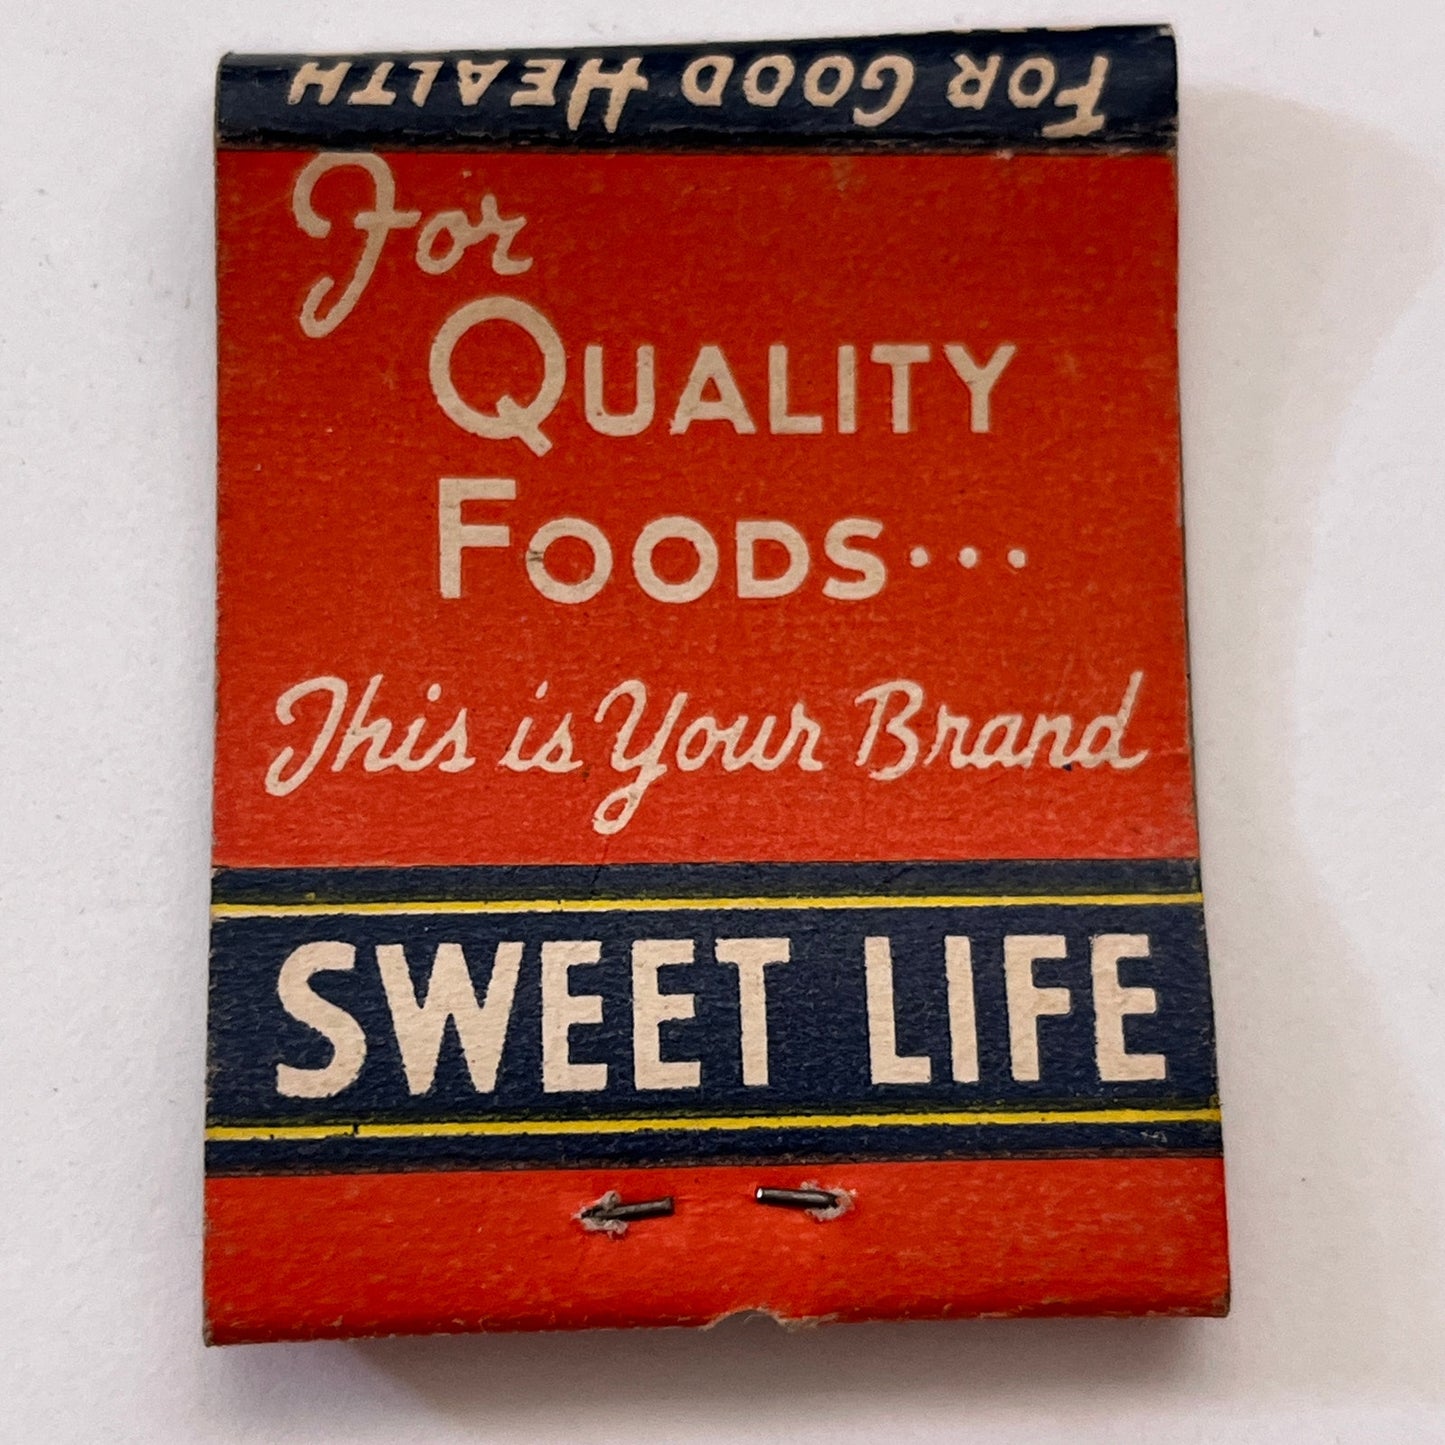 FOR GOOD HEALTH
For
QUALITY
FOODS...
This is Your Brand
SWEET LIFE